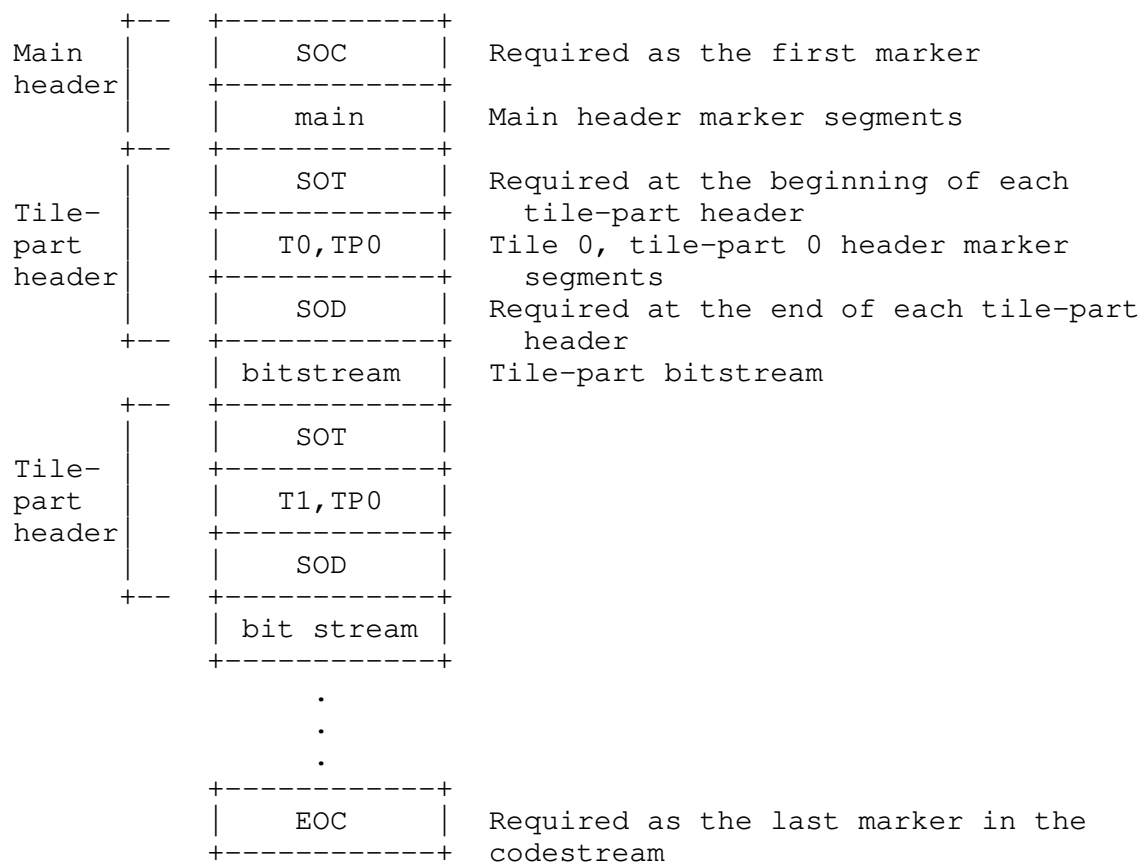 +--  +-----------+
Main |    |    SOC    |  Required as the first marker
header|   +-----------+
     |    |    main   |  Main header marker segments
     +--  +-----------+
     |    |    SOT    |  Required at the beginning of each
Tile-|    +-----------+    tile-part header
part |    |   T0,TP0  |  Tile 0, tile-part 0 header marker
header|   +-----------+    segments
     |    |    SOD    |  Required at the end of each tile-part
     +--  +-----------+    header
          | bitstream |  Tile-part bitstream
     +--  +-----------+
     |    |    SOT    |
Tile-|    +-----------+
part |    |   T1,TP0  |
header|   +-----------+
     |    |    SOD    |
     +--  +-----------+
          | bit stream |
          +-----------+
                .
                .
                .
          +-----------+
          |    EOC    |  Required as the last marker in the
          +-----------+  codestream